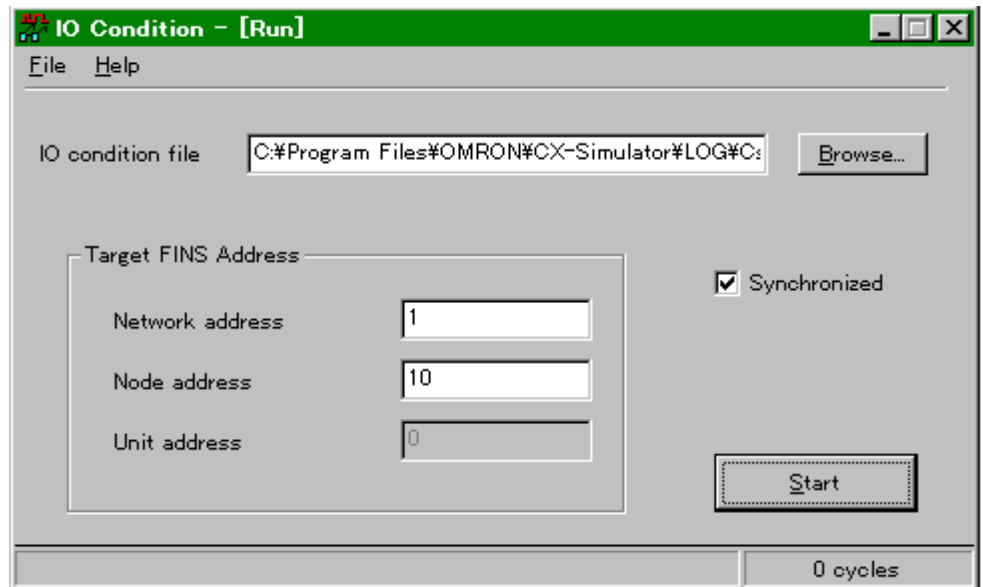 IO Condition - [Run]
File Help
IO condition file C:¥Program Files¥OMRON¥CX-Simulator¥LOG¥Cs Browse...
Target FINS Address
Synchronized
Network address 1
Node address 10
Unit address 0
Start
0 cycles